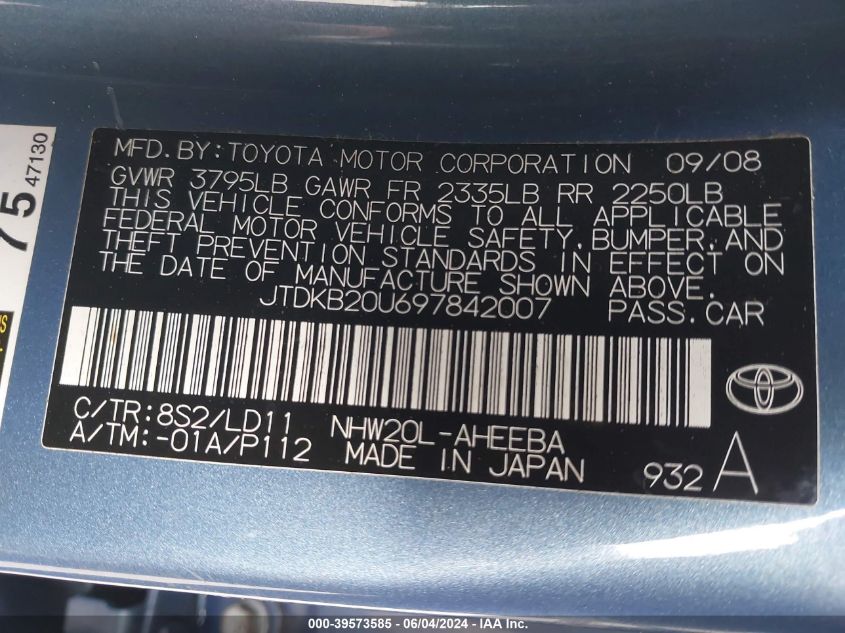 75
47130
MFD.BY:TOYOTA MOTOR CORPORATION 09/08
GVWR 3795LB GAWR FR 2335LB RR 2250LB
THIS VEHICLE CONFORMS TO ALL APPLICABLE
FEDERAL MOTOR VEHICLE SAFETY,BUMPER,AND
THEFT PREVENTION STANDARDS IN EFFECT ON
THE DATE OF MANUFACTURE SHOWN ABOVE.
JTDKB20U697842007 PASS.CAR
C/TR:8S2/LD11 NHW20L-AHEEBA
A/TM:-01A/P112 MADE IN JAPAN 932 A
000-39573585 - 06/04/2024 - IAA Inc.